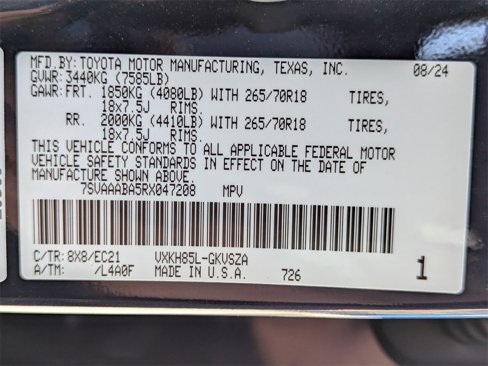 MFD.BY: TOYOTA MOTOR MANUFACTURING, TEXAS, INC. 08/24
GVWR: 3440KG (7585LB)
GAWR: FRT. 1850KG (4080LB) WITH 265/70R18 TIRES,
18x7.5J RIMS.
RR. 2000KG (4410LB) WITH 265/70R18 TIRES,
18x7.5J RIMS.
THIS VEHICLE CONFORMS TO ALL APPLICABLE FEDERAL MOTOR
VEHICLE SAFETY STANDARDS IN EFFECT ON THE DATE OF
MANUFACTURE SHOWN ABOVE.
7SVAAABA5RX047208 MPV
C/TR: 8X8/EC21 VXKH85L-GKVSZA
A/TM: /L4A0F MADE IN U.S.A. 726 1